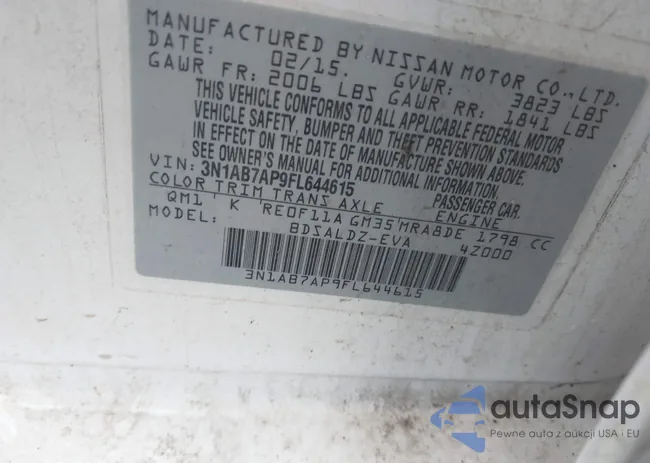 MANUFACTURED BY NISSAN MOTOR CO.,LTD.
DATE: 02/15. GVWR: 3823 LBS
GAWR FR: 2006 LBS GAWR RR: 1841 LBS
THIS VEHICLE CONFORMS TO ALL APPLICABLE FEDERAL MOTOR
VEHICLE SAFETY, BUMPER AND THEFT PREVENTION STANDARDS
IN EFFECT ON THE DATE OF MANUFACTURE SHOWN ABOVE.
SEE OWNER'S MANUAL FOR ADDITIONAL INFORMATION.
VIN: 3N1AB7AP9FL644615 PASSENGER CAR.
COLOR TRIM TRANS AXLE ENGINE
QM1' K 'RE0F11A GM35'MRA8DE 1798 CC
MODEL: BDSALDZ-EVA 42000
3N1AB7AP9FL644615
autaSnap
Pewne auta z aukcji USA i EU